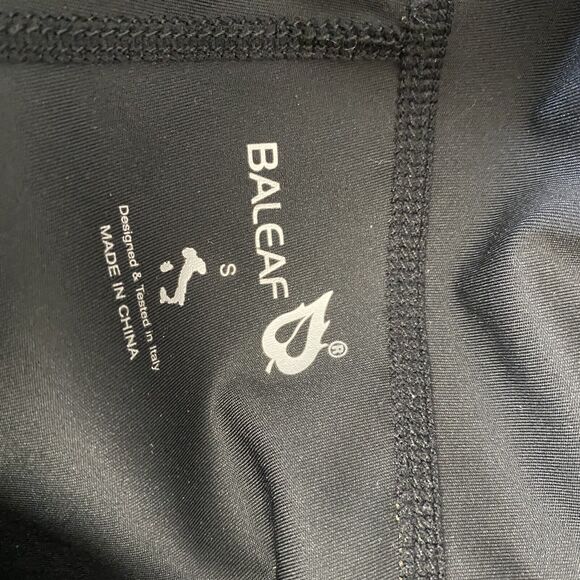 BALEAF®
S
Designed & Tested in Italy
MADE IN CHINA